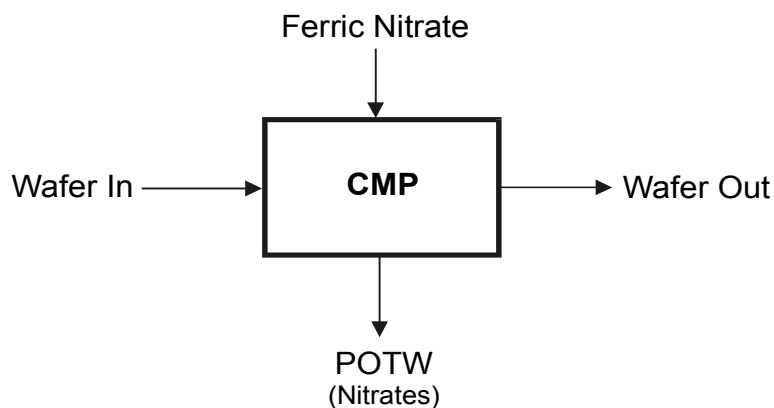 Ferric Nitrate
Wafer In
CMP
Wafer Out
POTW
(Nitrates)